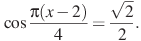 cos π(x−2)/4 = √2/2.